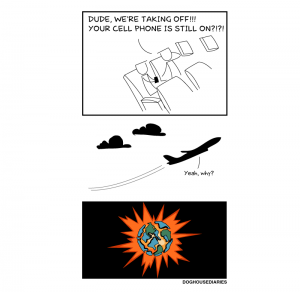 DUDE, WE'RE TAKING OFF!!!
YOUR CELL PHONE IS STILL ON?!?!
Yeah, why?
DOGHOUSEDIARIES